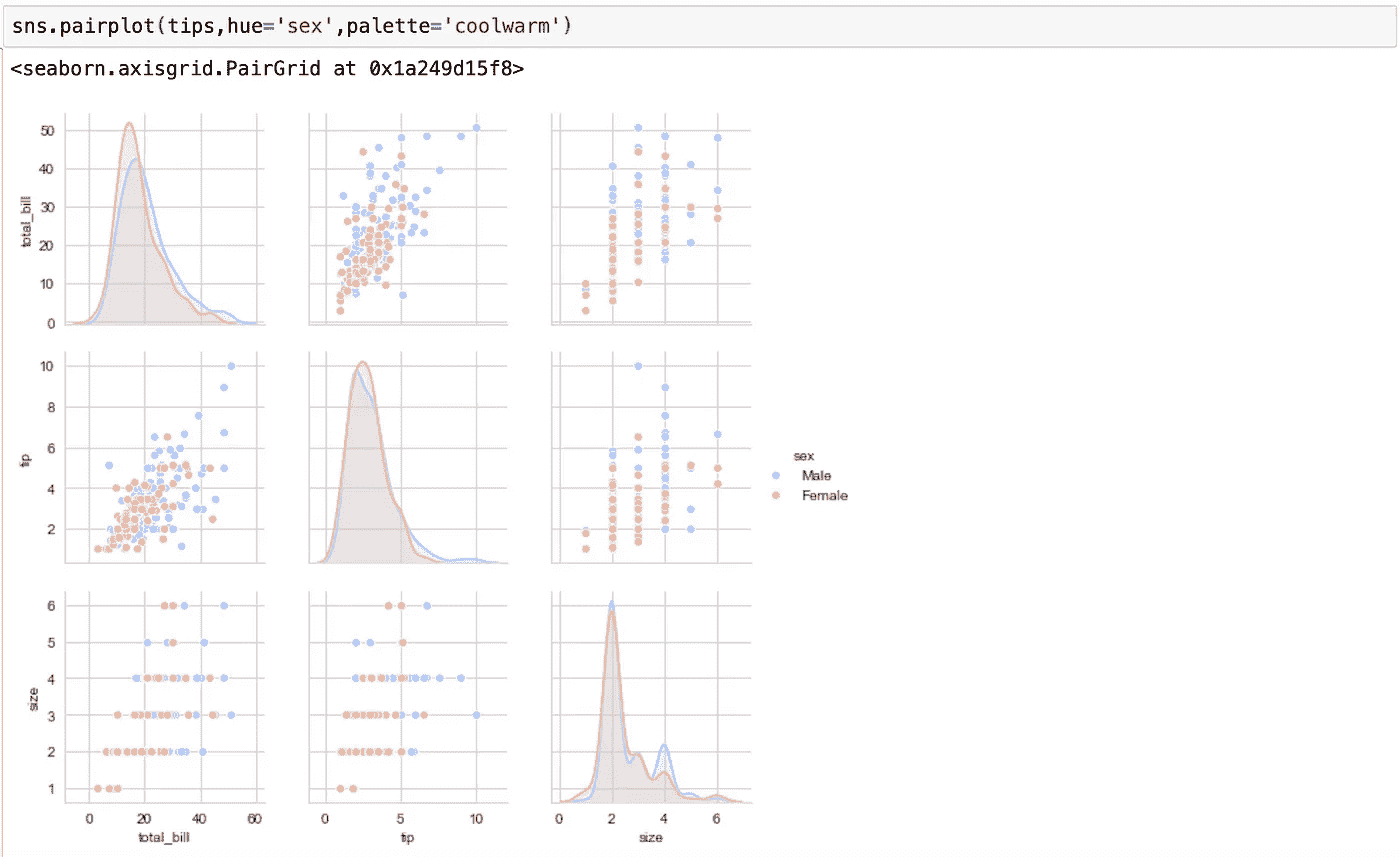 sns.pairplot(tips,hue='sex',palette='coolwarm')
<seaborn.axisgrid.PairGrid at 0x1a249d15f8>
50
40
30
20
10
0
total_bill
10
8
6
4
2
tip
sex
Male
Female
6
5
4
3
2
1
size
0 20 40 60
total_bill
0 5 10
tip
0 2 4 6
size